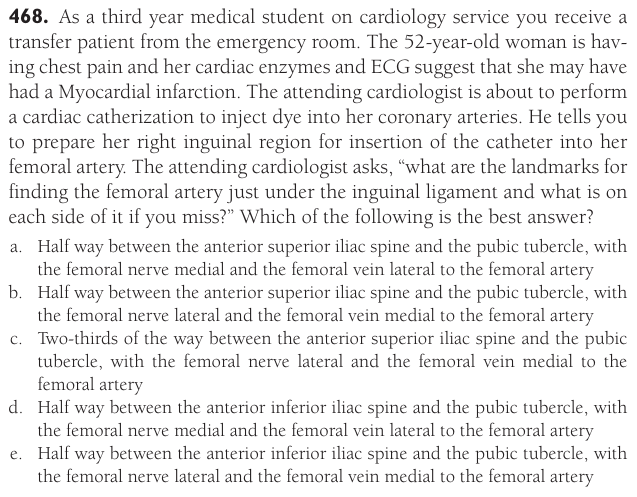 468. As a third year medical student on cardiology service you receive a
transfer patient from the emergency room. The 52-year-old woman is hav-
ing chest pain and her cardiac enzymes and ECG suggest that she may have
had a Myocardial infarction. The attending cardiologist is about to perform
a cardiac catherization to inject dye into her coronary arteries. He tells you
to prepare her right inguinal region for insertion of the catheter into her
femoral artery. The attending cardiologist asks, “what are the landmarks for
finding the femoral artery just under the inguinal ligament and what is on
each side of it if you miss?” Which of the following is the best answer?
a. Half way between the anterior superior iliac spine and the pubic tubercle, with
the femoral nerve medial and the femoral vein lateral to the femoral artery
b. Half way between the anterior superior iliac spine and the pubic tubercle, with
the femoral nerve lateral and the femoral vein medial to the femoral artery
c. Two-thirds of the way between the anterior superior iliac spine and the pubic
tubercle, with the femoral nerve lateral and the femoral vein medial to the
femoral artery
d. Half way between the anterior inferior iliac spine and the pubic tubercle, with
the femoral nerve medial and the femoral vein lateral to the femoral artery
e. Half way between the anterior inferior iliac spine and the pubic tubercle, with
the femoral nerve lateral and the femoral vein medial to the femoral artery